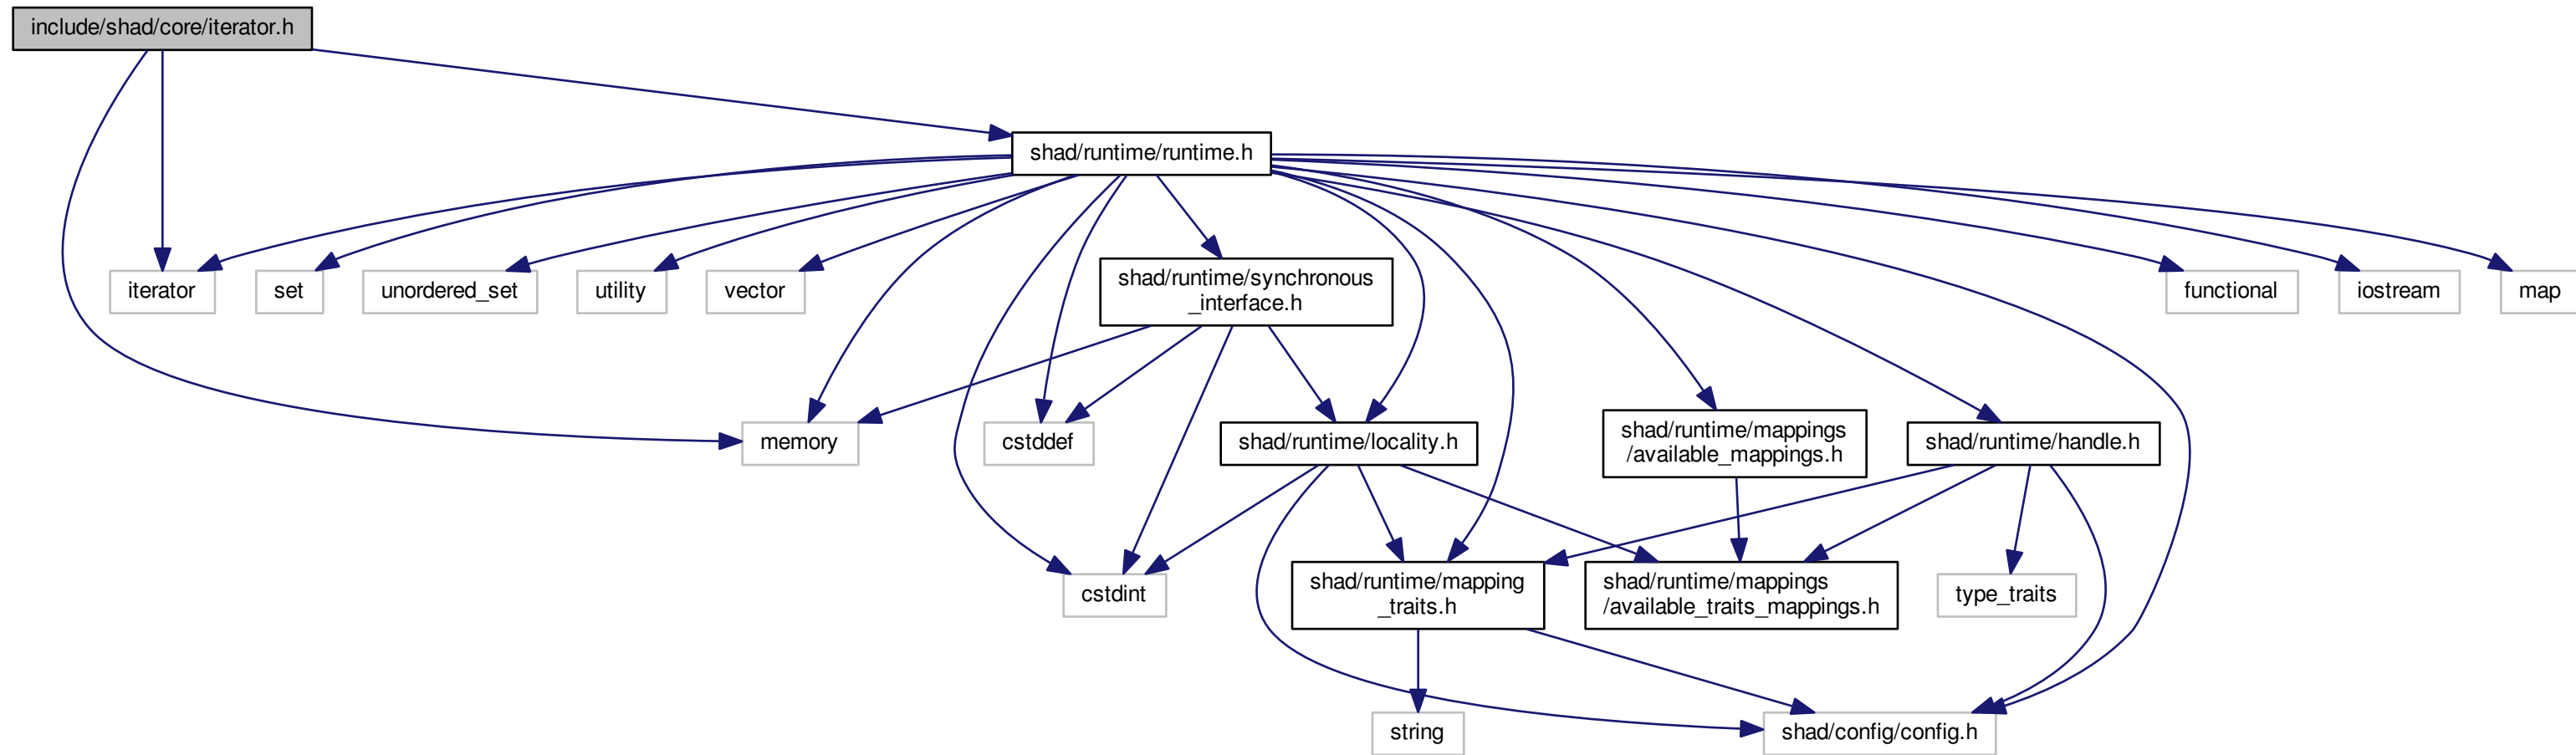 include/shad/core/iterator.h
shad/runtime/runtime.h
iterator
set
unordered_set
utility
vector
shad/runtime/synchronous
_interface.h
functional
iostream
map
memory
cstddef
shad/runtime/locality.h
shad/runtime/mappings
/available_mappings.h
shad/runtime/handle.h
cstdint
shad/runtime/mapping
_traits.h
shad/runtime/mappings
/available_traits_mappings.h
type_traits
string
shad/config/config.h